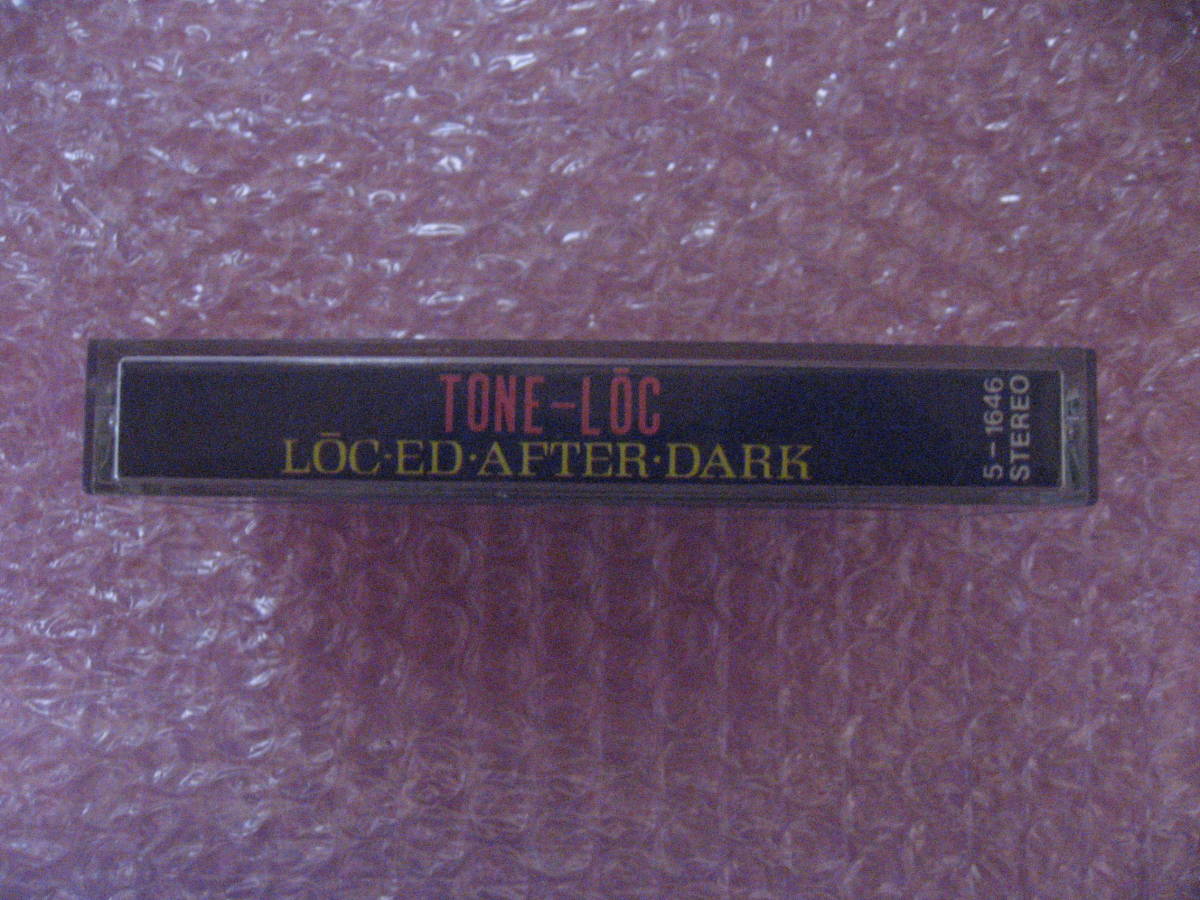 TONE-LŌC
LŌC·ED·AFTER·DARK
5-1646
STEREO